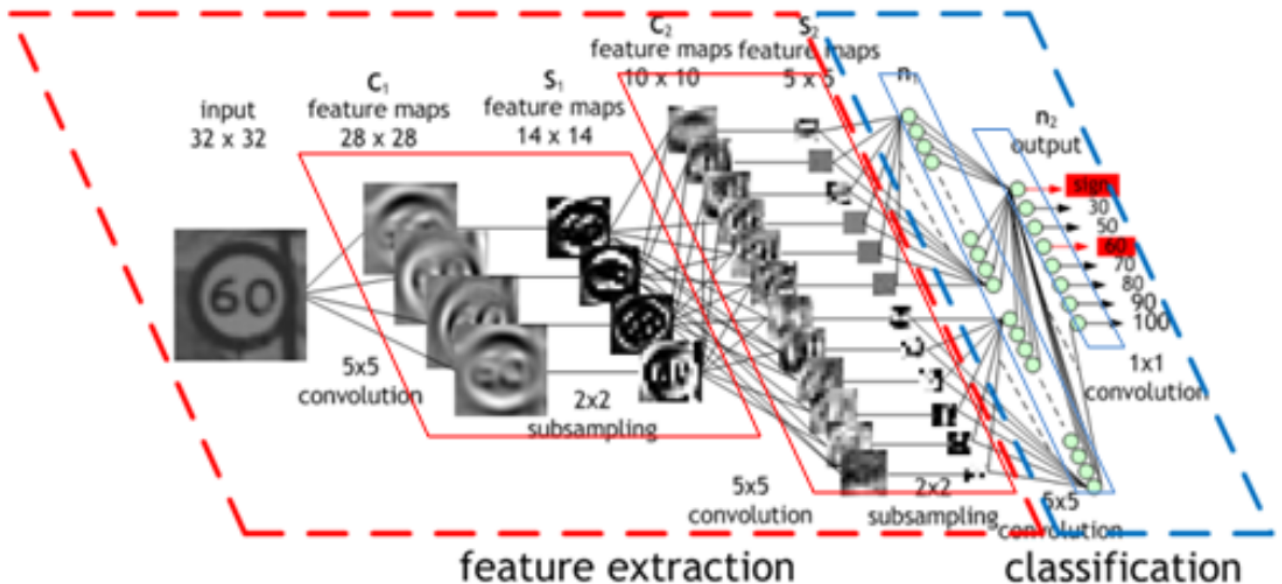 input
32 x 32
C₁
feature maps
28 x 28
S₁
feature maps
14 x 14
C₂
feature maps
10 x 10
S₂
feature maps
5 x 5
n₁
n₂
output
60
sign
30
50
60
70
80
90
100
5x5
convolution
2x2
subsampling
5x5
convolution
2x2
subsampling
5x5
convolution
1x1
convolution
feature extraction
classification